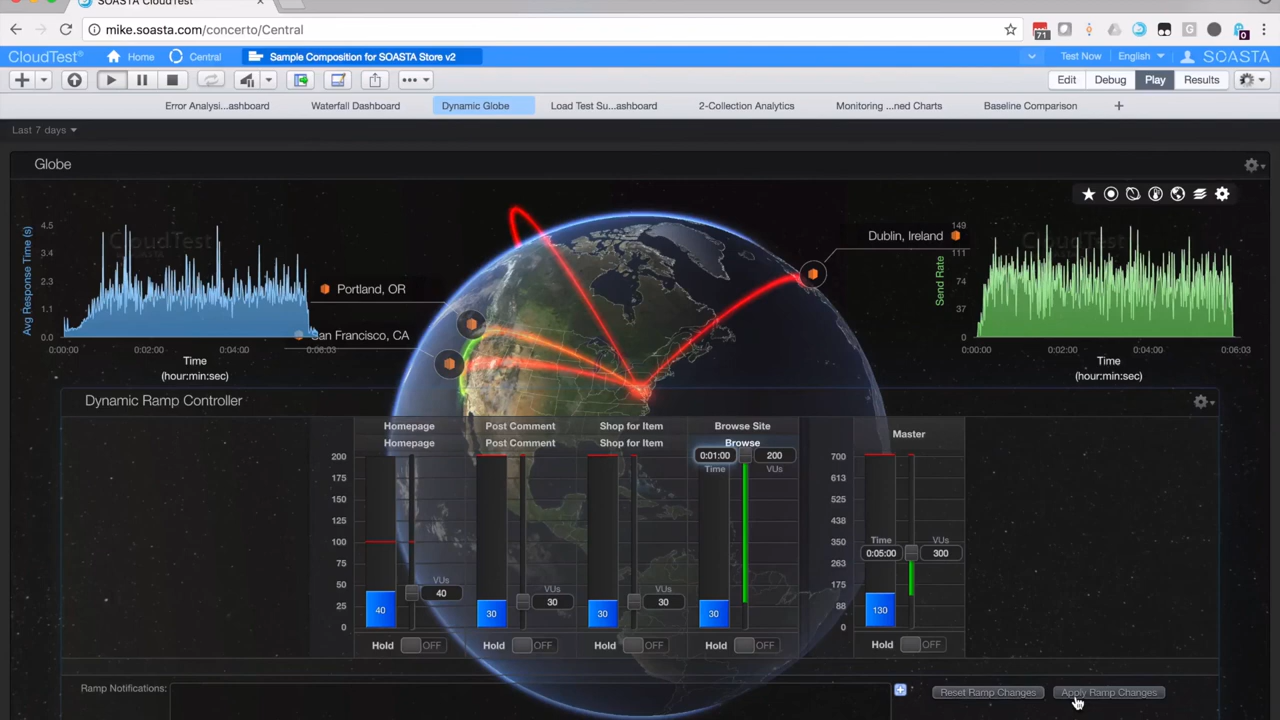 SOASTA CloudTest
mike.soasta.com/concerto/Central
71
0
CloudTest®
Home
Central
Sample Composition for SOASTA Store v2
Test Now
English
SOASTA
Edit
Debug
Play
Results
Error Analysi...ashboard
Waterfall Dashboard
Dynamic Globe
Load Test Su...ashboard
2-Collection Analytics
Monitoring ...ned Charts
Baseline Comparison
Last 7 days
Globe
Avg Response Time (s)
4.5
3.4
2.3
1.1
0.0
CloudTest
0:00:00
0:02:00
0:04:00
0:06:03
Time
(hour:min:sec)
Portland, OR
San Francisco, CA
Dublin, Ireland
Send Rate
149
112
74
37
0
CloudTest
0:00:00
0:02:00
0:04:00
0:06:03
Time
(hour:min:sec)
Dynamic Ramp Controller
Homepage
Post Comment
Shop for Item
Browse Site
Homepage
Post Comment
Shop for Item
Browse
Master
200
175
150
125
100
75
50
25
0
0:01:00
200
Time
VUs
700
613
525
438
350
263
175
88
0
Time
VUs
0:05:00
300
VUs
40
VUs
30
VUs
30
40
30
30
30
130
Hold OFF
Hold OFF
Hold OFF
Hold OFF
Hold OFF
Ramp Notifications:
Reset Ramp Changes
Apply Ramp Changes